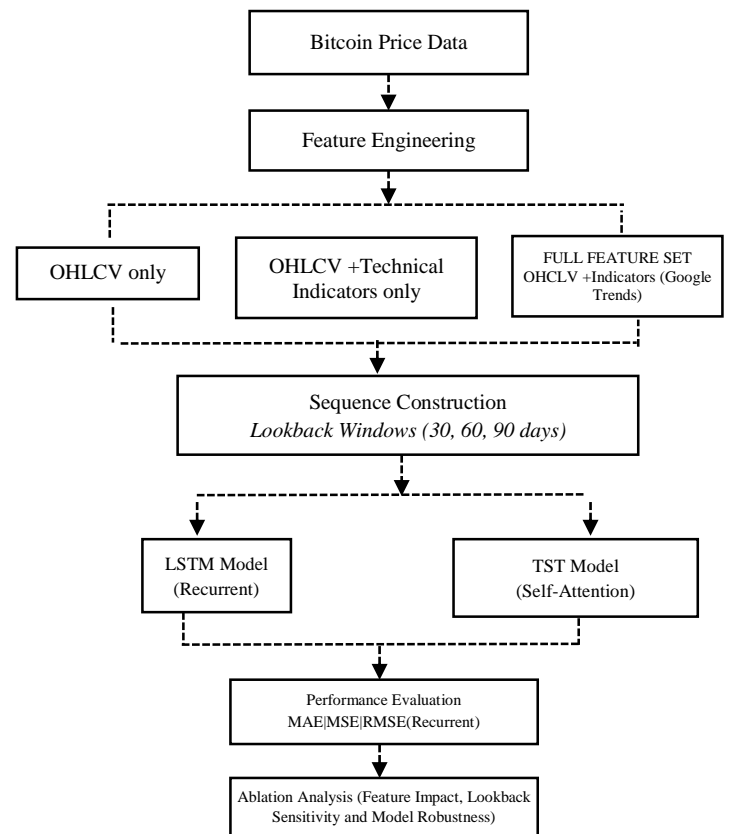 Bitcoin Price Data
Feature Engineering
OHLCV only
OHLCV +Technical
Indicators only
FULL FEATURE SET
OHCLV +Indicators (Google
Trends)
Sequence Construction
Lookback Windows (30, 60, 90 days)
LSTM Model
(Recurrent)
TST Model
(Self-Attention)
Performance Evaluation
MAE|MSE|RMSE(Recurrent)
Ablation Analysis (Feature Impact, Lookback
Sensitivity and Model Robustness)